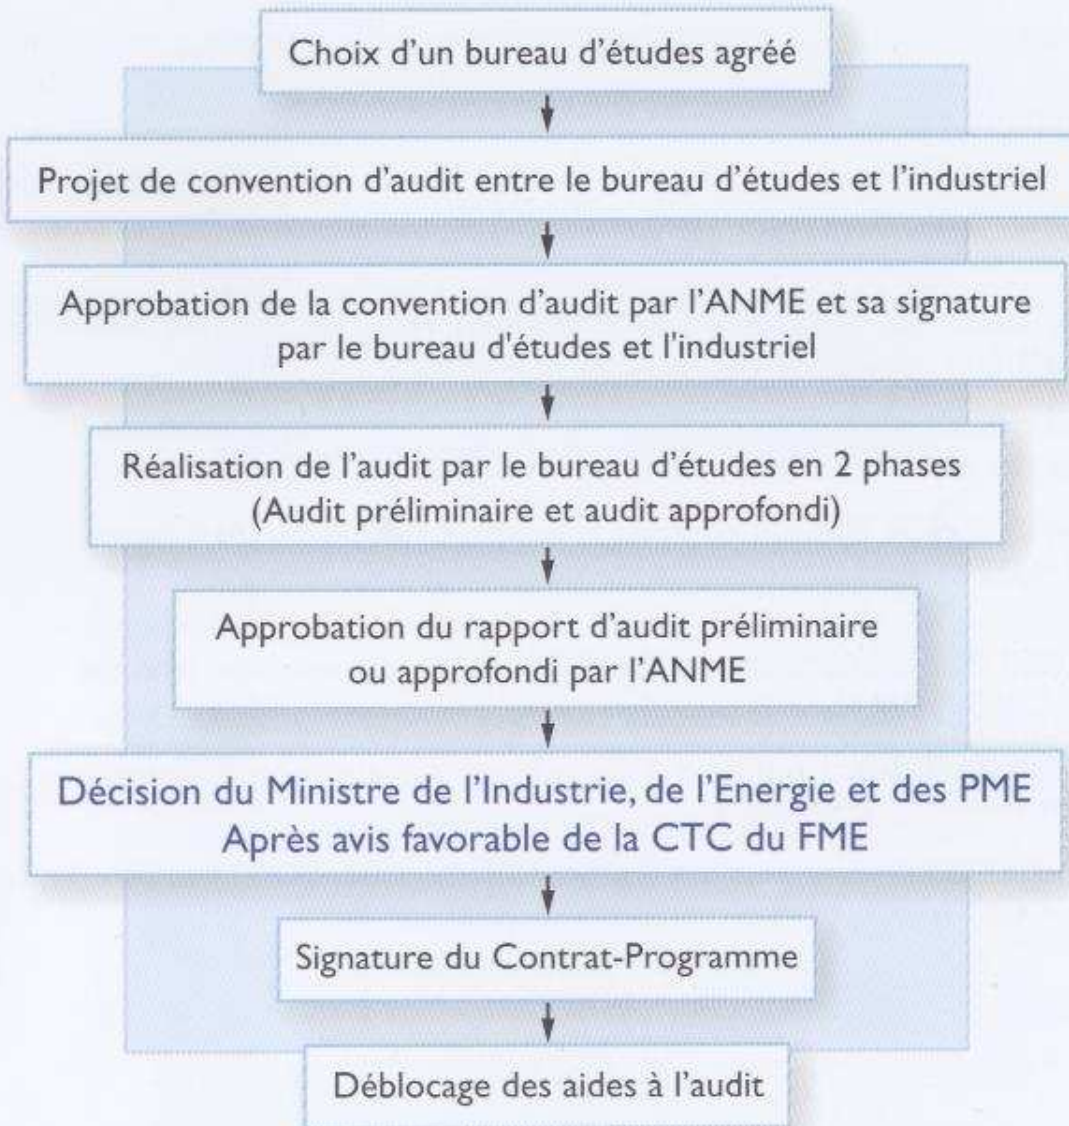 Choix d’un bureau d’études agréé
Projet de convention d’audit entre le bureau d’études et l’industriel
Approbation de la convention d’audit par l’ANME et sa signature
par le bureau d'études et l'industriel
Réalisation de l’audit par le bureau d’études en 2 phases
(Audit préliminaire et audit approfondi)
Approbation du rapport d’audit préliminaire
ou approfondi par l’ANME
Décision du Ministre de l’Industrie, de l’Energie et des PME
Après avis favorable de la CTC du FME
Signature du Contrat-Programme
Déblocage des aides à l’audit